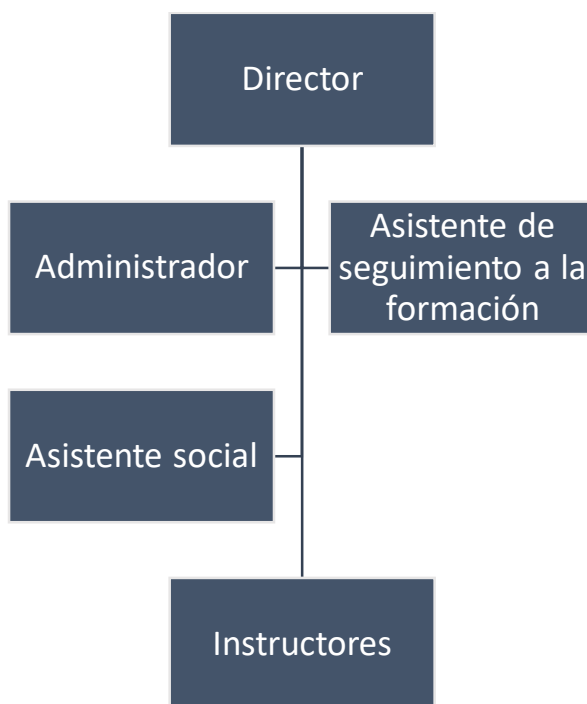 Director
Administrador
Asistente de
seguimiento a la
formación
Asistente social
Instructores